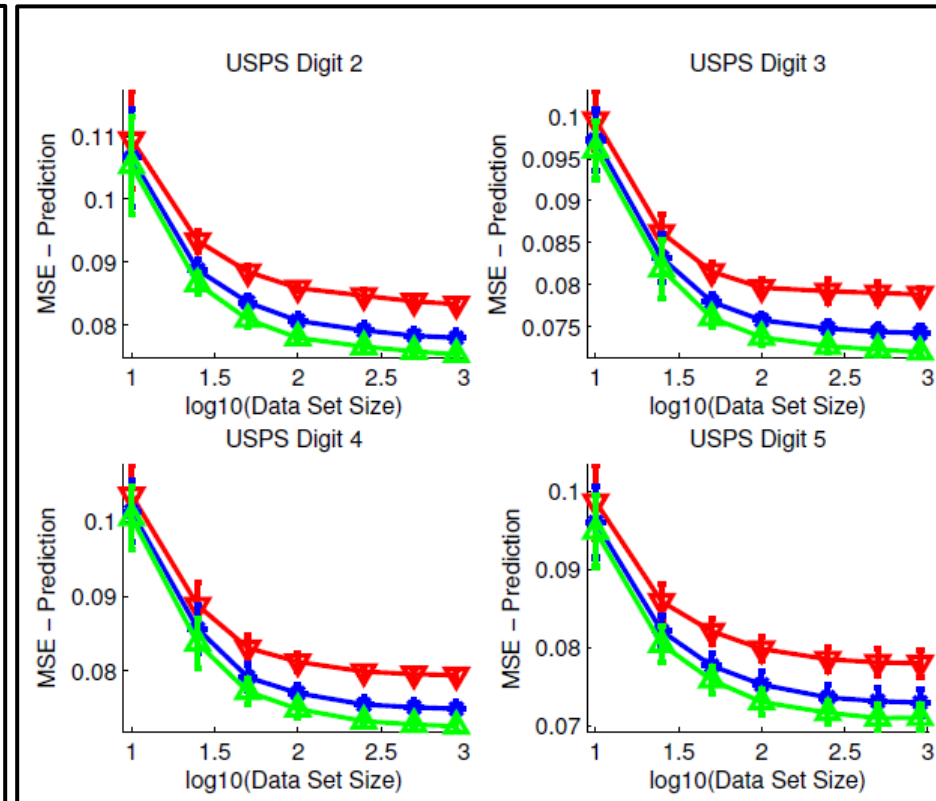 USPS Digit 2
MSE − Prediction
0.11
0.1
0.09
0.08
1 1.5 2 2.5 3
log10(Data Set Size)
USPS Digit 3
MSE − Prediction
0.1
0.095
0.09
0.085
0.08
0.075
1 1.5 2 2.5 3
log10(Data Set Size)
USPS Digit 4
MSE − Prediction
0.1
0.09
0.08
1 1.5 2 2.5 3
log10(Data Set Size)
USPS Digit 5
MSE − Prediction
0.1
0.09
0.08
0.07
1 1.5 2 2.5 3
log10(Data Set Size)